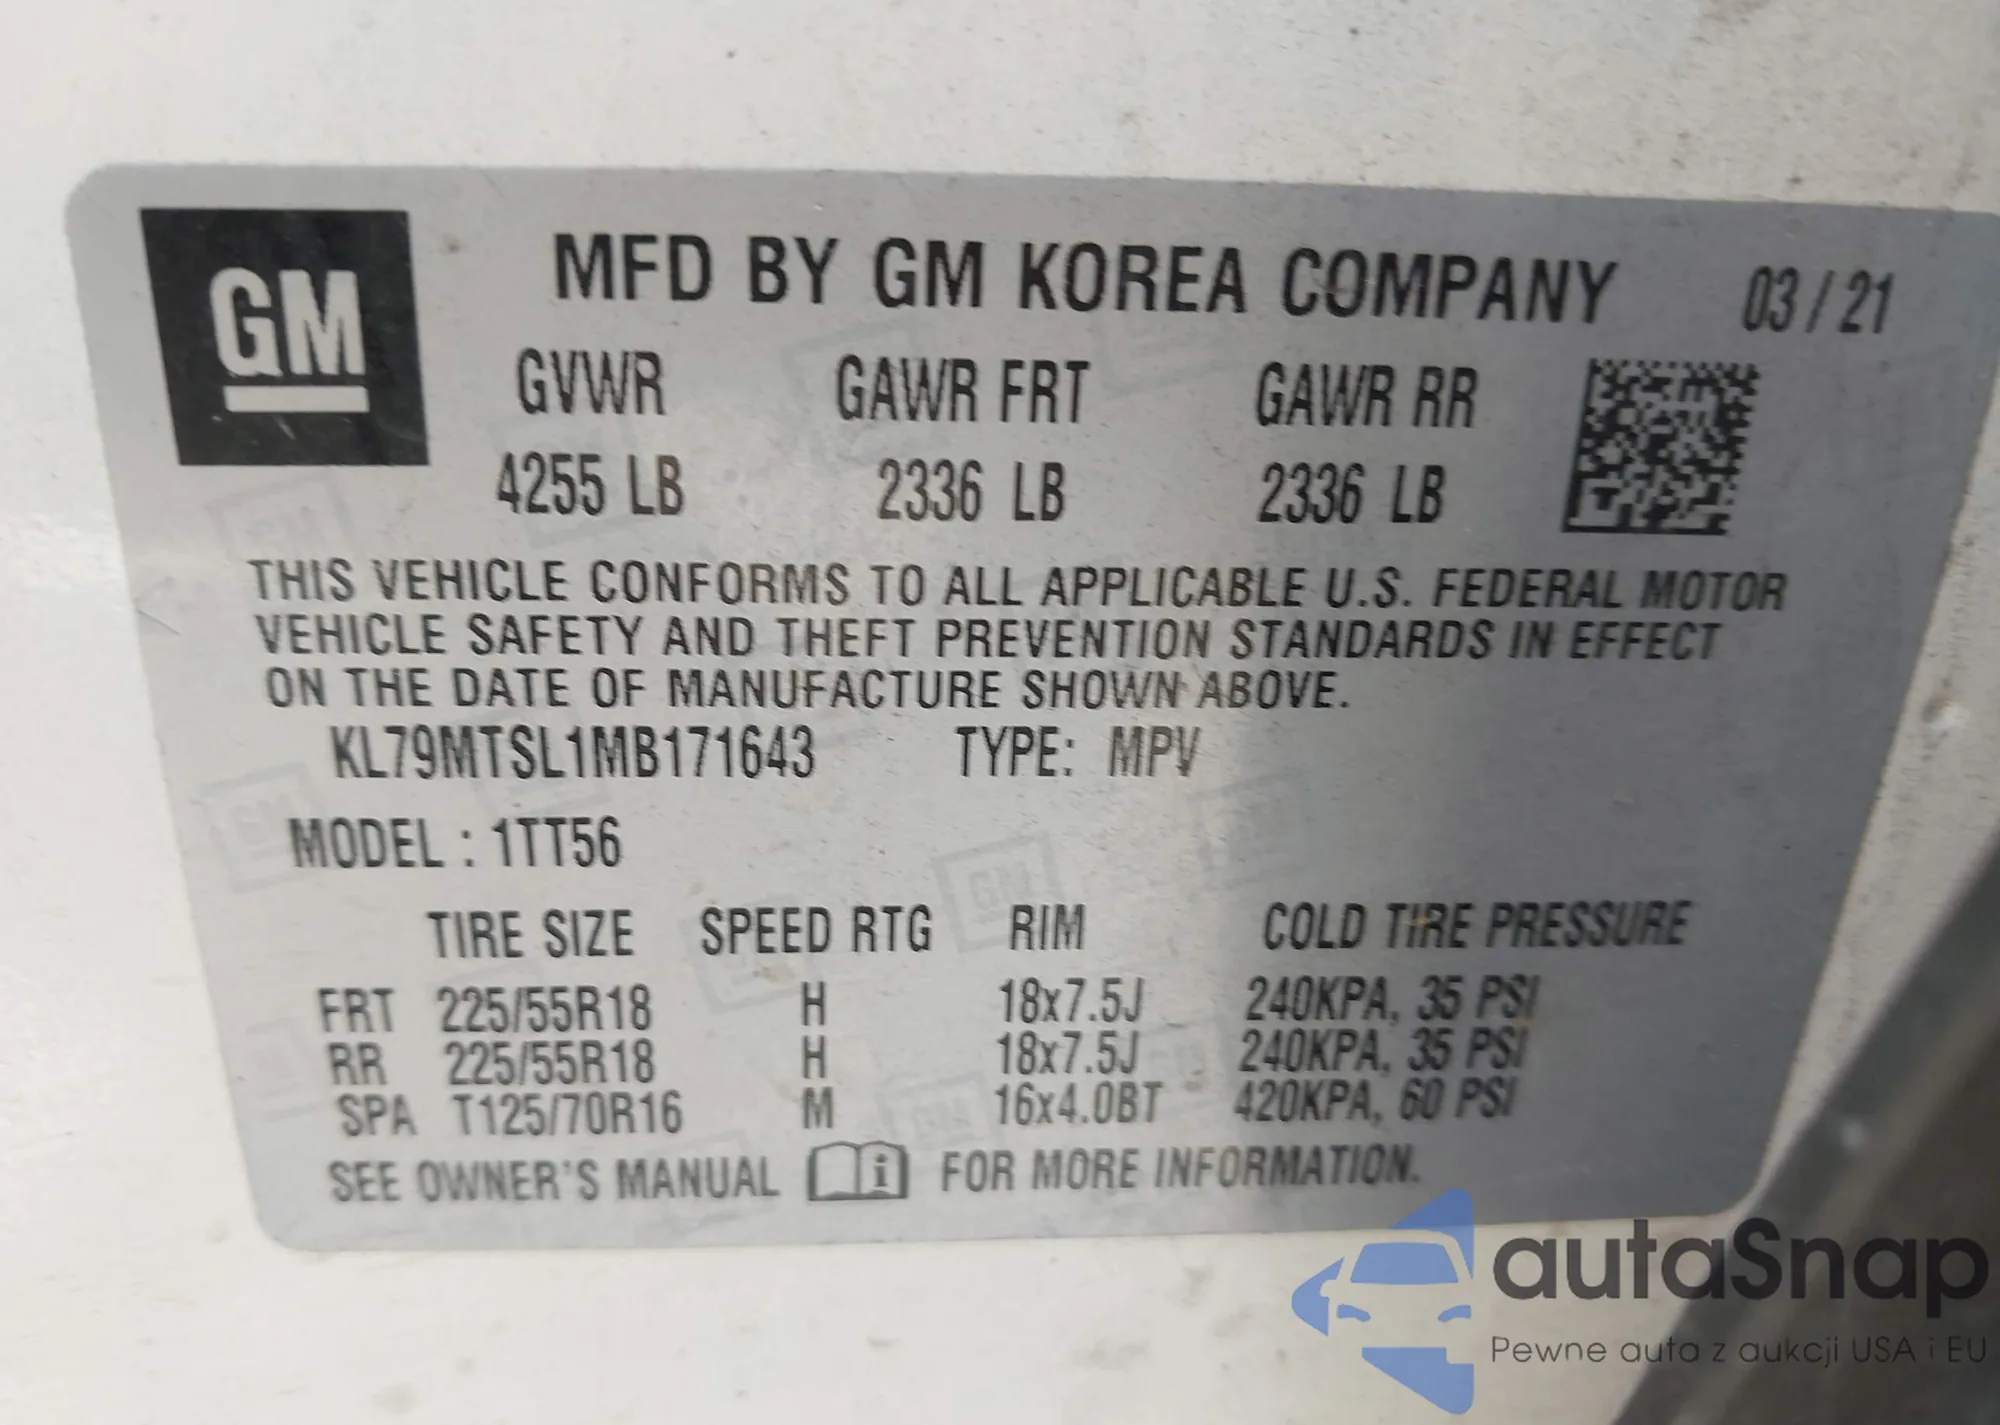 GM
MFD BY GM KOREA COMPANY 03/21
GVWR GAWR FRT GAWR RR
4255 LB 2336 LB 2336 LB
THIS VEHICLE CONFORMS TO ALL APPLICABLE U.S. FEDERAL MOTOR
VEHICLE SAFETY AND THEFT PREVENTION STANDARDS IN EFFECT
ON THE DATE OF MANUFACTURE SHOWN ABOVE.
KL79MTSL1MB171643 TYPE: MPV
MODEL : 1TT56
TIRE SIZE SPEED RTG RIM COLD TIRE PRESSURE
FRT 225/55R18 H 18x7.5J 240KPA, 35 PSI
RR 225/55R18 H 18x7.5J 240KPA, 35 PSI
SPA T125/70R16 M 16x4.0BT 420KPA, 60 PSI
SEE OWNER'S MANUAL i FOR MORE INFORMATION.
autaSnap
Pewne auta z aukcji USA i EU